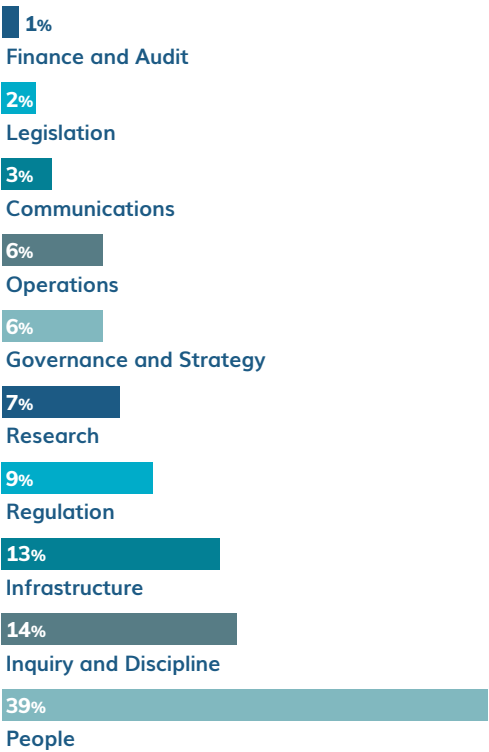 1%
Finance and Audit
2%
Legislation
3%
Communications
6%
Operations
6%
Governance and Strategy
7%
Research
9%
Regulation
13%
Infrastructure
14%
Inquiry and Discipline
39%
People